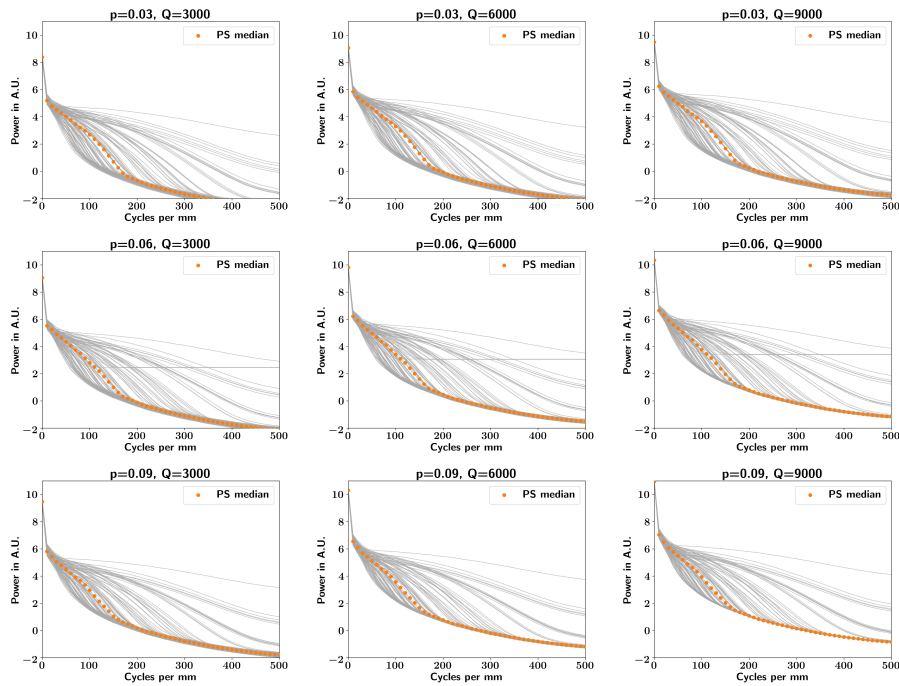 p=0.03, Q=3000
p=0.03, Q=6000
p=0.03, Q=9000
PS median
PS median
PS median
10
8
6
4
2
0
−2
Power in A.U.
10
8
6
4
2
0
−2
Power in A.U.
10
8
6
4
2
0
−2
Power in A.U.
0 100 200 300 400 500
0 100 200 300 400 500
0 100 200 300 400 500
Cycles per mm
Cycles per mm
Cycles per mm
p=0.06, Q=3000
p=0.06, Q=6000
p=0.06, Q=9000
PS median
PS median
PS median
10
8
6
4
2
0
−2
Power in A.U.
10
8
6
4
2
0
−2
Power in A.U.
10
8
6
4
2
0
−2
Power in A.U.
0 100 200 300 400 500
0 100 200 300 400 500
0 100 200 300 400 500
Cycles per mm
Cycles per mm
Cycles per mm
p=0.09, Q=3000
p=0.09, Q=6000
p=0.09, Q=9000
PS median
PS median
PS median
10
8
6
4
2
0
−2
Power in A.U.
10
8
6
4
2
0
−2
Power in A.U.
10
8
6
4
2
0
−2
Power in A.U.
0 100 200 300 400 500
0 100 200 300 400 500
0 100 200 300 400 500
Cycles per mm
Cycles per mm
Cycles per mm